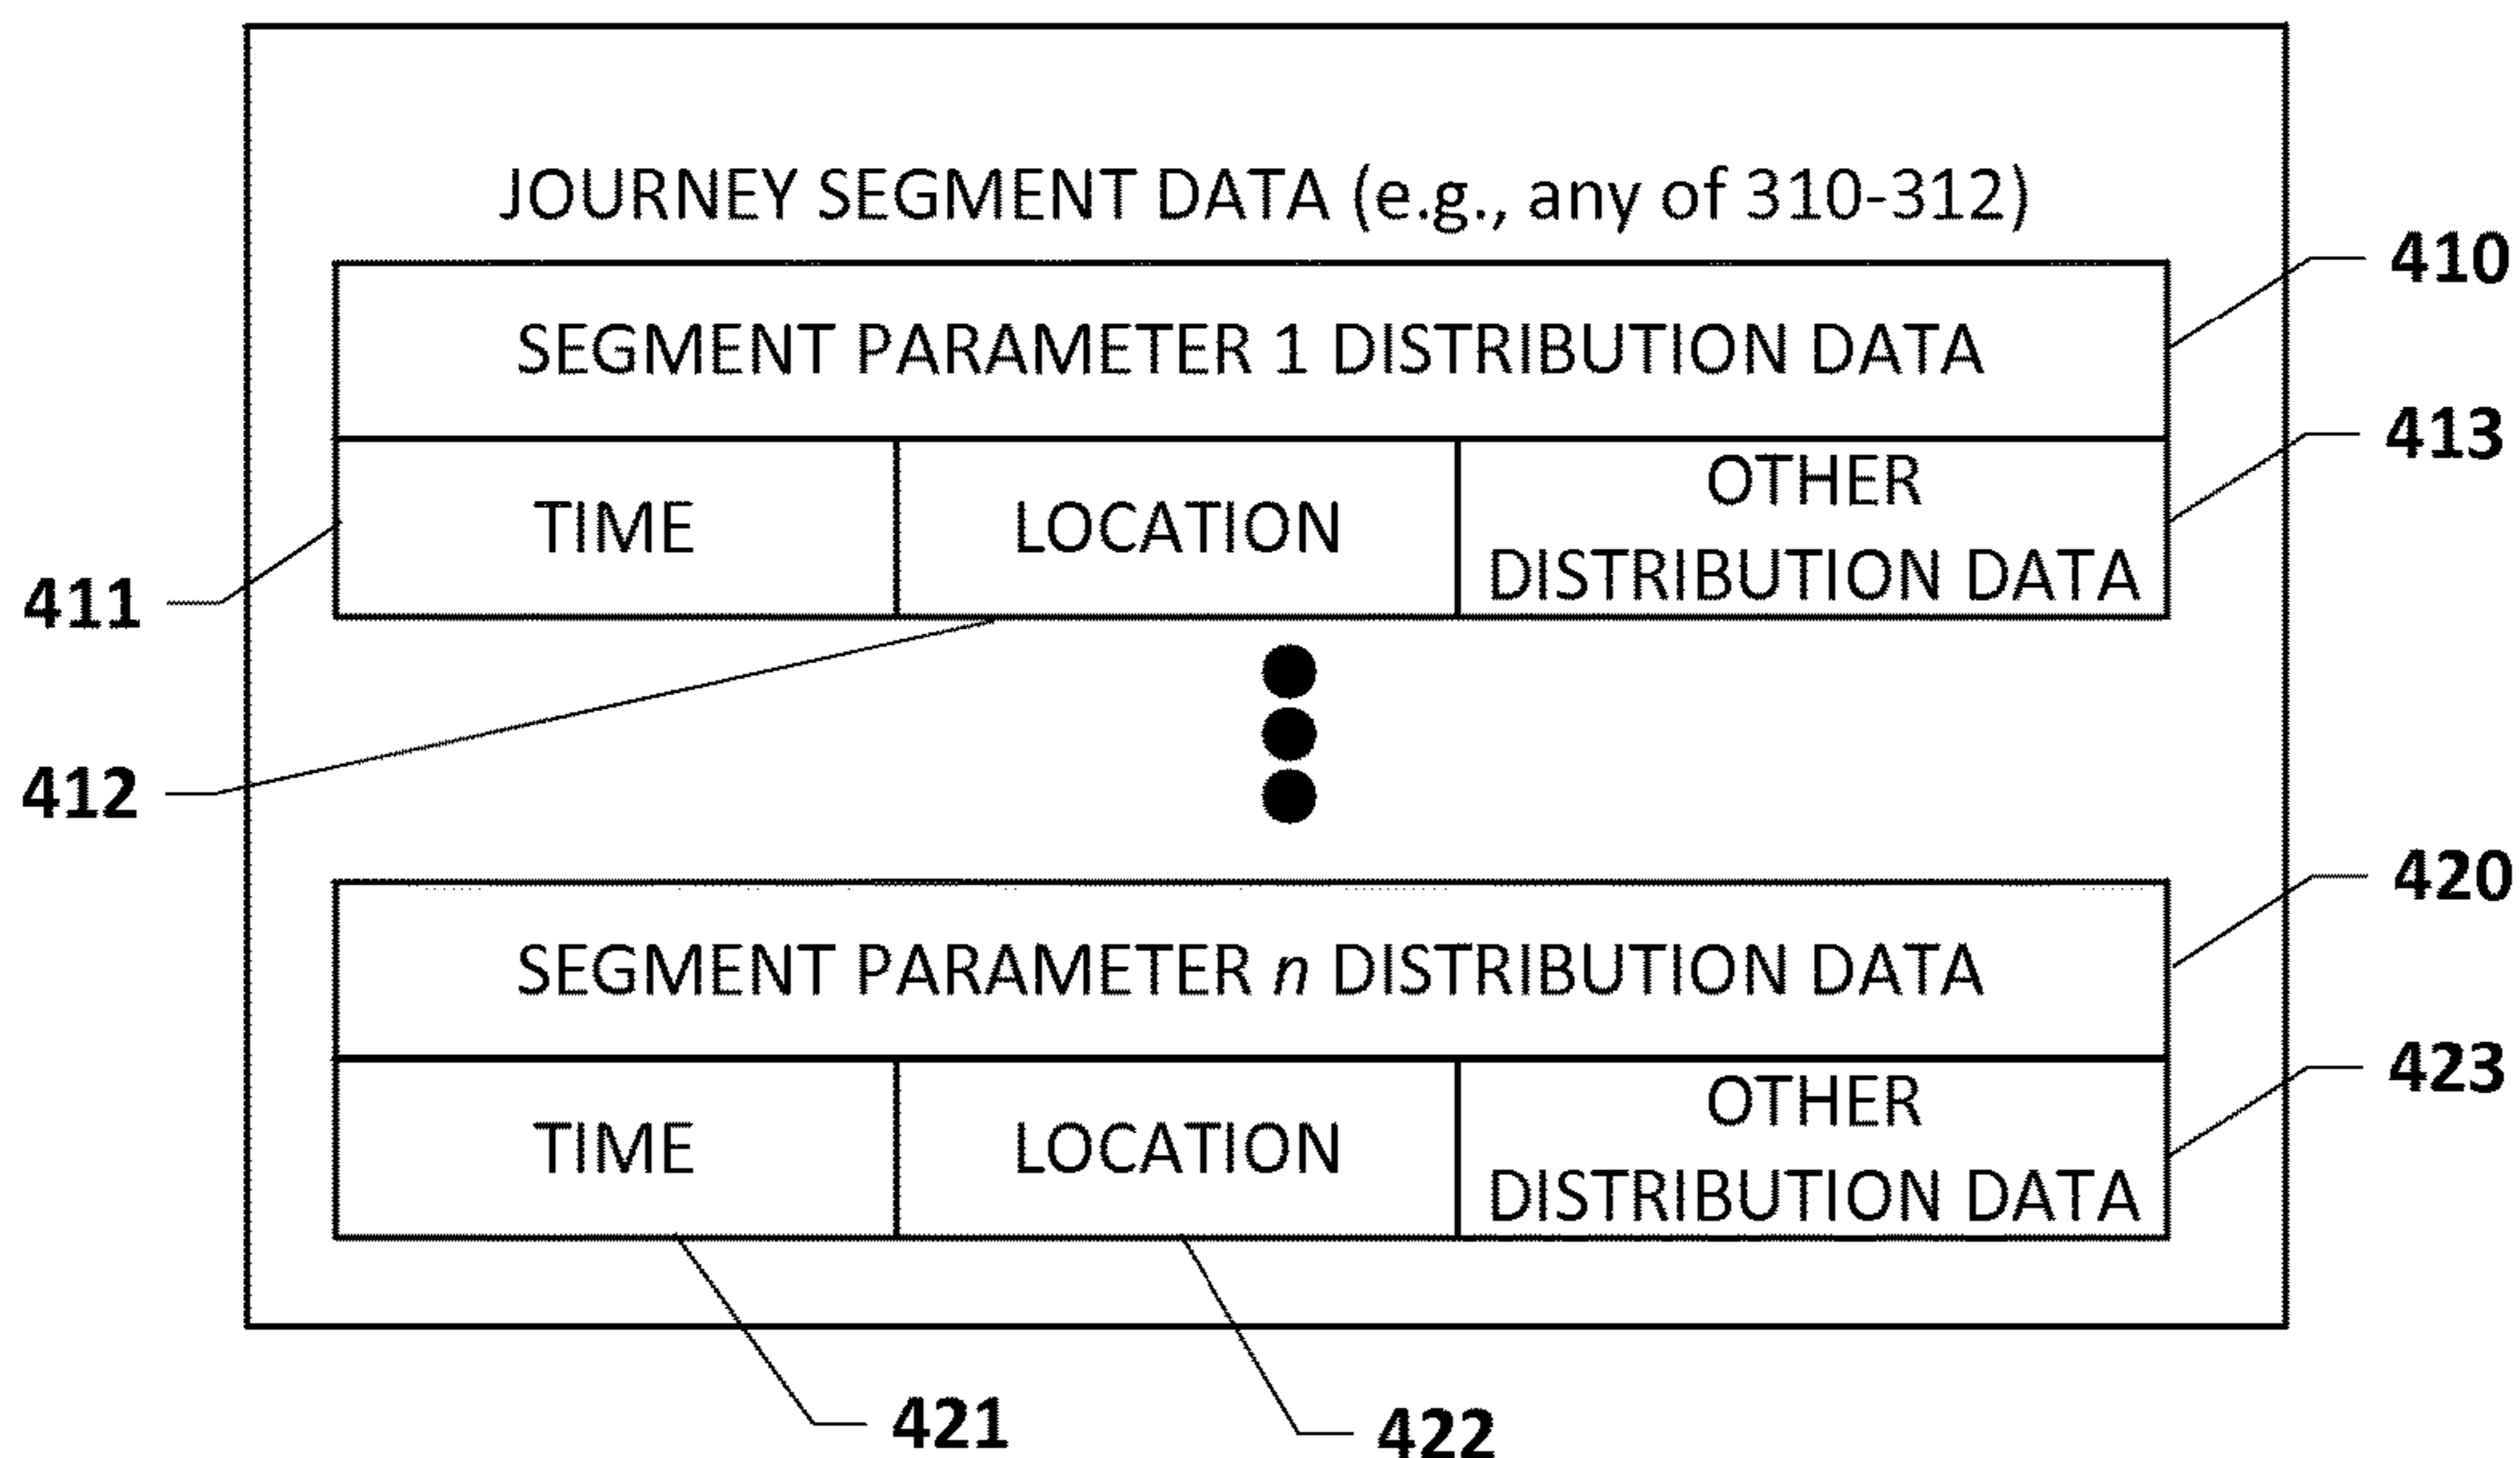 JOURNEY SEGMENT DATA (e.g., any of 310-312)
410
SEGMENT PARAMETER 1 DISTRIBUTION DATA
413
TIME
LOCATION
OTHER
DISTRIBUTION DATA
411
412
420
SEGMENT PARAMETER n DISTRIBUTION DATA
423
TIME
LOCATION
OTHER
DISTRIBUTION DATA
421
422